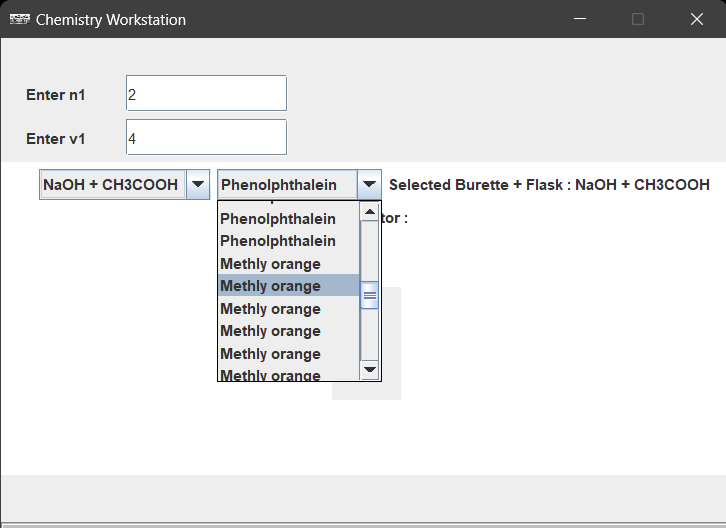 Chemistry Workstation
Enter n1
2
Enter v1
4
NaOH + CH3COOH
Phenolphthalein
Selected Burette + Flask : NaOH + CH3COOH
tor :
Phenolphthalein
Phenolphthalein
Methly orange
Methly orange
Methly orange
Methly orange
Methly orange
Methly orange